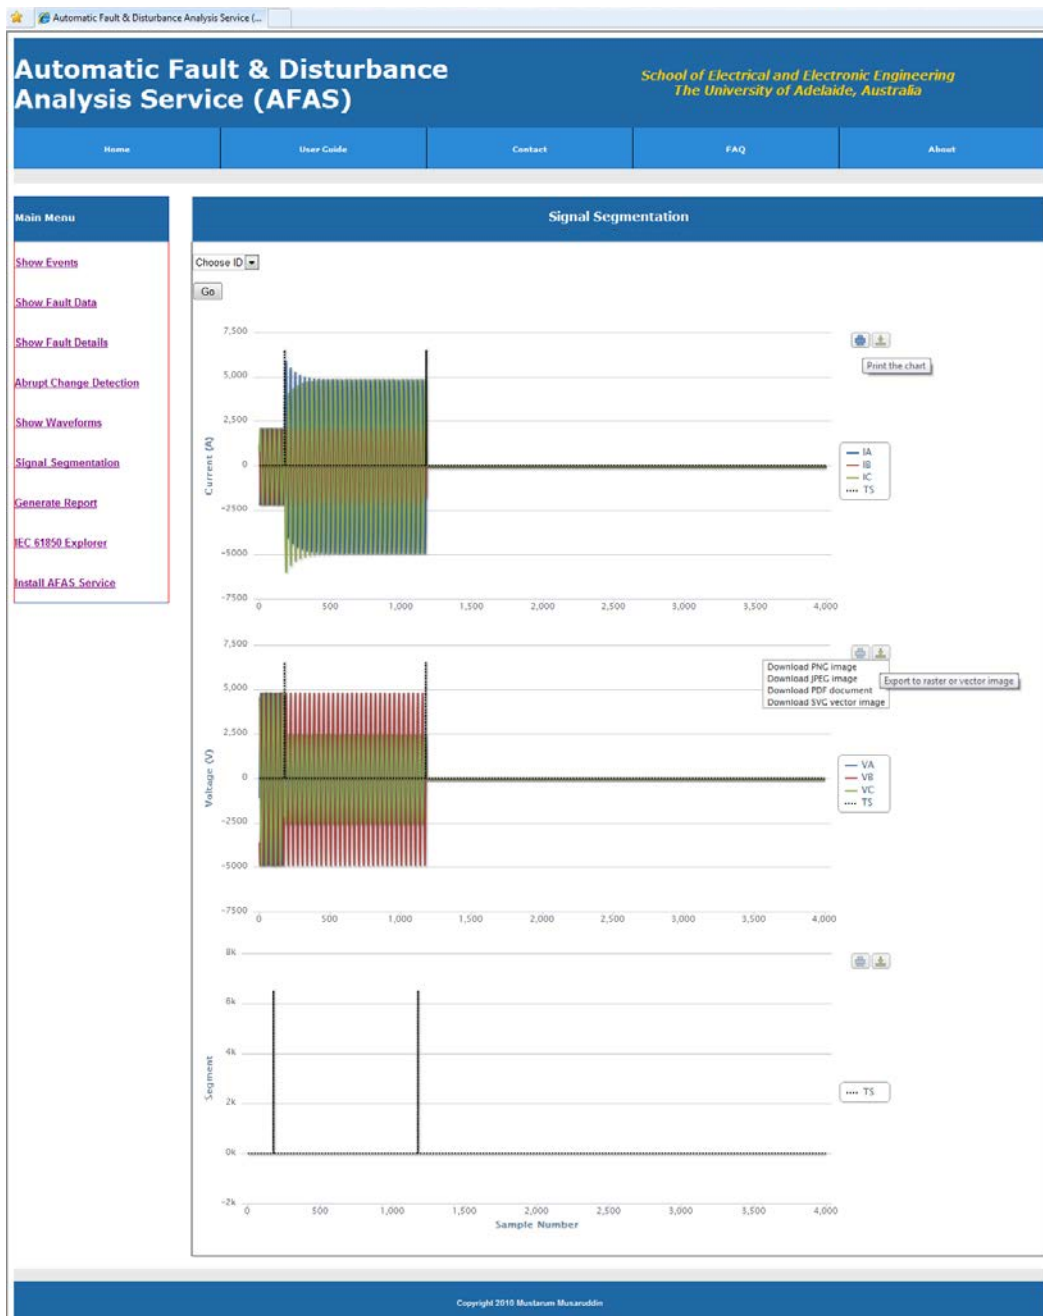 Automatic Fault & Disturbance Analysis Service (...
Automatic Fault & Disturbance
Analysis Service (AFAS)
School of Electrical and Electronic Engineering
The University of Adelaide, Australia
Home
User Guide
Contact
FAQ
About
Main Menu
Show Events
Show Fault Data
Show Fault Details
Abrupt Change Detection
Show Waveforms
Signal Segmentation
Generate Report
IEC 61850 Explorer
Install AFAS Service
Signal Segmentation
Choose ID
Go
7,500
5,000
2,500
0
-2500
-5000
-7500
Current (A)
0 500 1,000 1,500 2,000 2,500 3,000 3,500 4,000
Print the chart
IA
IB
IC
TS
7,500
5,000
2,500
0
-2500
-5000
-7500
Voltage (V)
0 500 1,000 1,500 2,000 2,500 3,000 3,500 4,000
Download PNG image
Download JPEG image
Download PDF document
Download SVG vector image
Export to raster or vector image
VA
VB
VC
TS
8k
6k
4k
2k
0k
-2k
Segment
0 500 1,000 1,500 2,000 2,500 3,000 3,500 4,000
Sample Number
TS
Copyright 2010 Mustarum Musaruddin